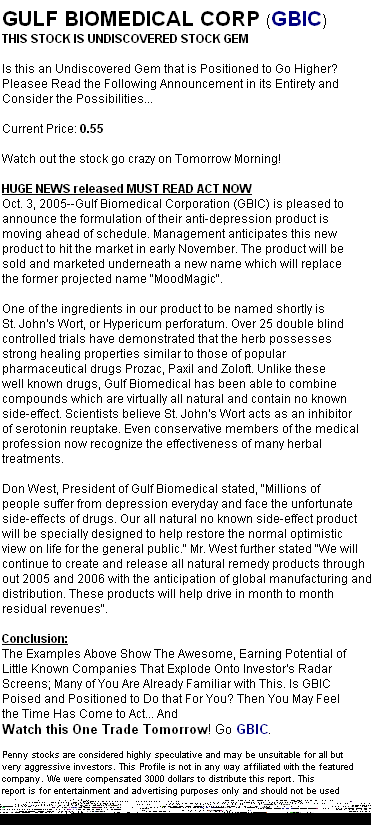 GULF BIOMEDICAL CORP (GBIC)
THIS STOCK IS UNDISCOVERED STOCK GEM
Is this an Undiscovered Gem that is Positioned to Go Higher?
Pleasee Read the Following Announcement in its Entirety and
Consider the Possibilities...
Current Price: 0.55
Watch out the stock go crazy on Tomorrow Morning!
HUGE NEWS released MUST READ ACT NOW
Oct. 3, 2005--Gulf Biomedical Corporation (GBIC) is pleased to
announce the formulation of their anti-depression product is
moving ahead of schedule. Management anticipates this new
product to hit the market in early November. The product will be
sold and marketed underneath a new name which will replace
the former projected name "MoodMagic".
One of the ingredients in our product to be named shortly is
St. John's Wort, or Hypericum perforatum. Over 25 double blind
controlled trials have demonstrated that the herb possesses
strong healing properties similar to those of popular
pharmaceutical drugs Prozac, Paxil and Zoloft. Unlike these
well known drugs, Gulf Biomedical has been able to combine
compounds which are virtually all natural and contain no known
side-effect. Scientists believe St. John's Wort acts as an inhibitor
of serotonin reuptake. Even conservative members of the medical
profession now recognize the effectiveness of many herbal
treatments.
Don West, President of Gulf Biomedical stated, "Millions of
people suffer from depression everyday and face the unfortunate
side-effects of drugs. Our all natural no known side-effect product
will be specially designed to help restore the normal optimistic
view on life for the general public." Mr. West further stated "We will
continue to create and release all natural remedy products through
out 2005 and 2006 with the anticipation of global manufacturing and
distribution. These products will help drive in month to month
residual revenues".
Conclusion:
The Examples Above Show The Awesome, Earning Potential of
Little Known Companies That Explode Onto Investor's Radar
Screens; Many of You Are Already Familiar with This. Is GBIC
Poised and Positioned to Do that For You? Then You May Feel
the Time Has Come to Act... And
Watch this One Trade Tomorrow! Go GBIC.
Penny stocks are considered highly speculative and may be unsuitable for all but
very aggressive investors. This Profile is not in any way affiliated with the featured
company. We were compensated 3000 dollars to distribute this report. This
report is for entertainment and advertising purposes only and should not be used